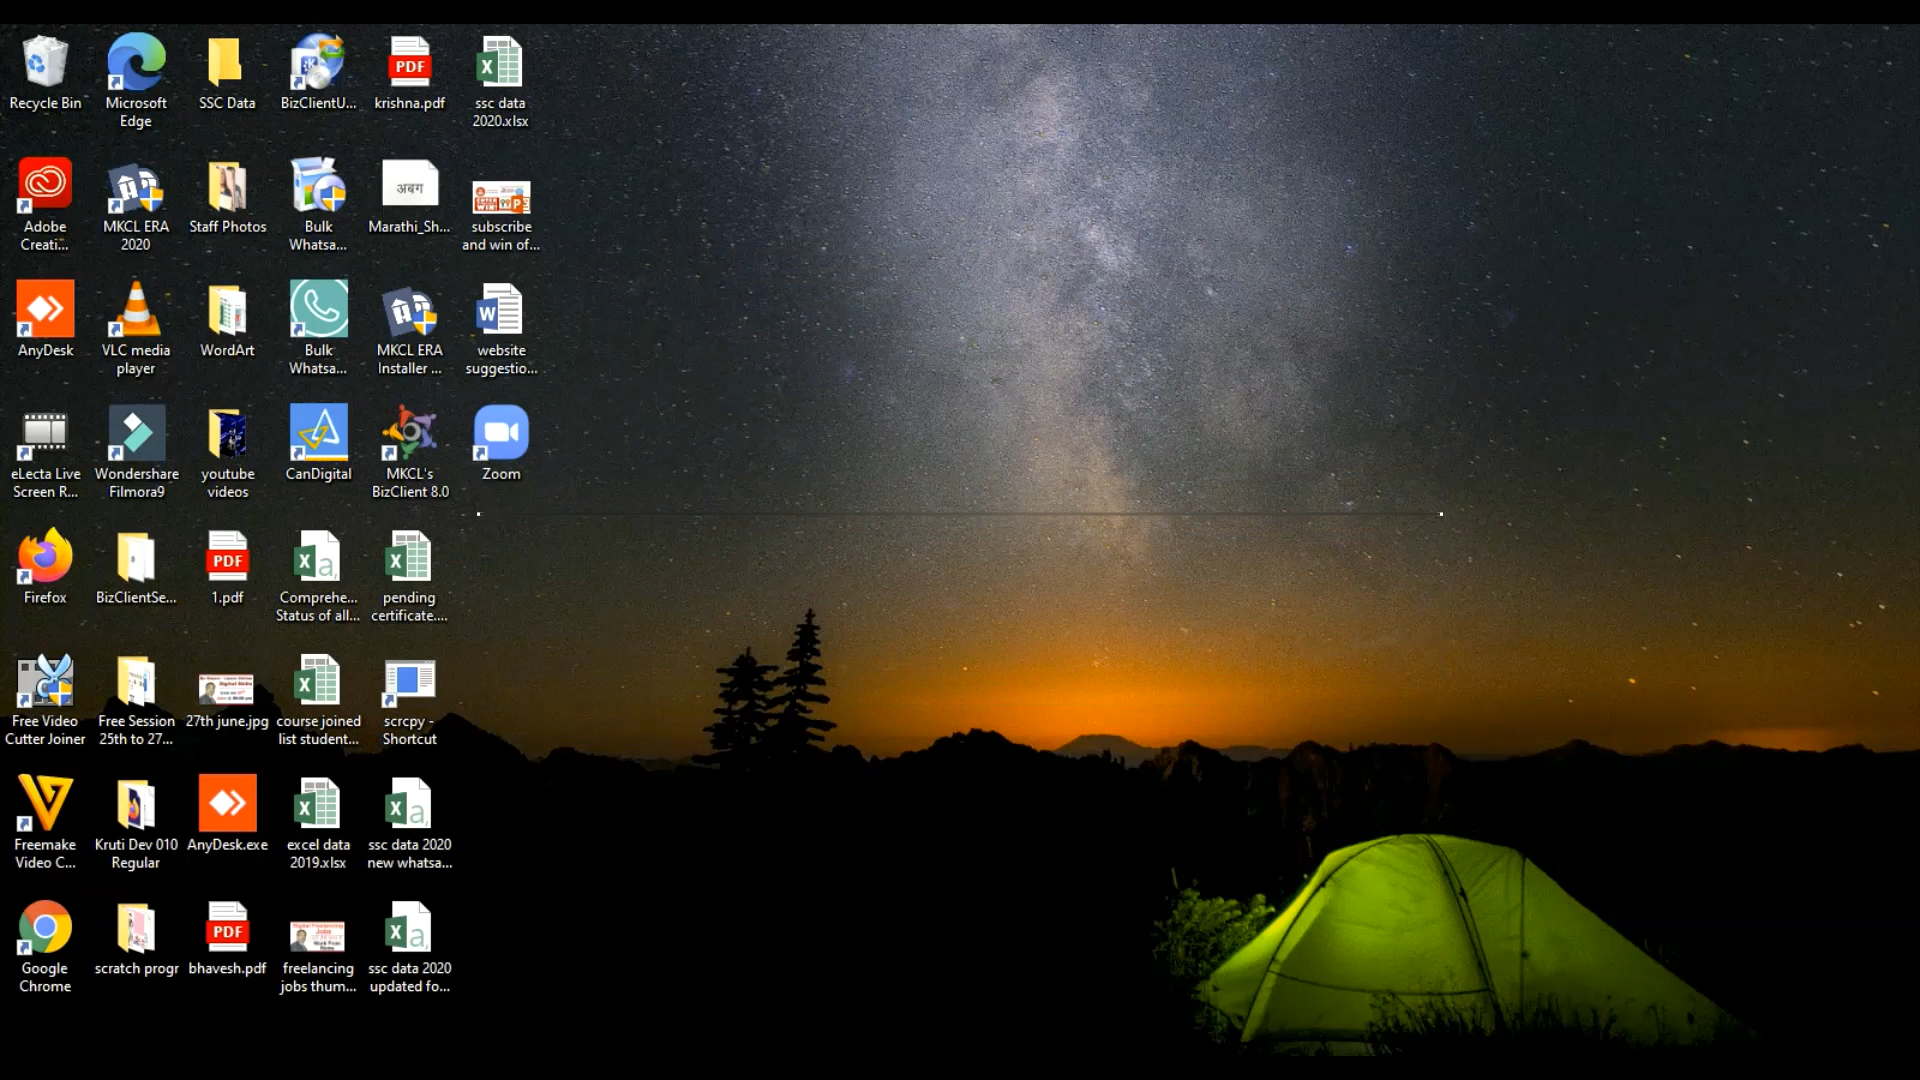 Recycle Bin
Microsoft
Edge
SSC Data
BizClientU...
PDF
krishna.pdf
ssc data
2020.xlsx
Adobe
Creati...
MKCL ERA
2020
Staff Photos
Bulk
Whatsa...
अबग
Marathi_Sh...
subscribe
and win of...
AnyDesk
VLC media
player
WordArt
Bulk
Whatsa...
MKCL ERA
Installer ...
website
suggestio...
eLecta Live
Screen R...
Wondershare
Filmora9
youtube
videos
CanDigital
MKCL's
BizClient 8.0
Zoom
Firefox
BizClientSe...
PDF
1.pdf
Comprehe...
Status of all...
pending
certificate....
Free Video
Cutter Joiner
Free Session
25th to 27...
27th june.jpg
course joined
list student...
scrcpy -
Shortcut
Freemake
Video C...
Kruti Dev 010
Regular
AnyDesk.exe
excel data
2019.xlsx
ssc data 2020
new whatsa...
Google
Chrome
scratch progr
PDF
bhavesh.pdf
freelancing
jobs thum...
ssc data 2020
updated fo...